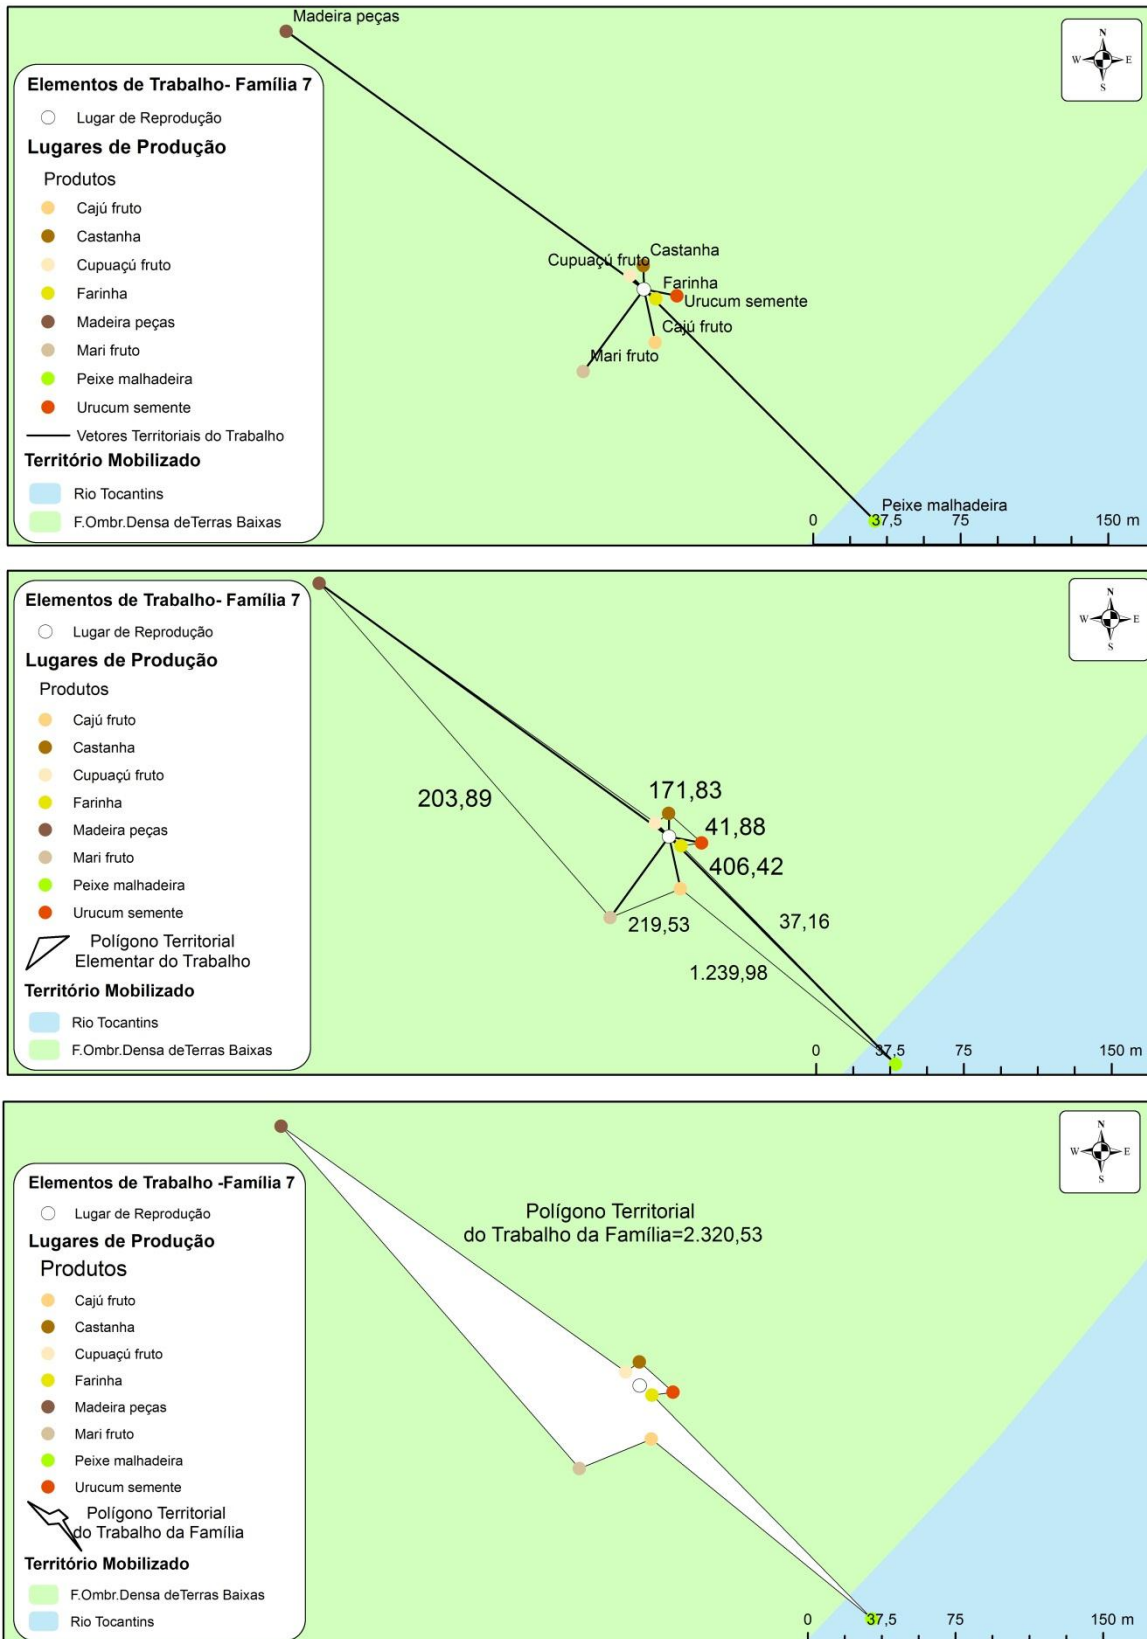 Madeira peças
N
W E
S
Elementos de Trabalho- Família 7
Lugar de Reprodução
Lugares de Produção
Produtos
Cajú fruto
Castanha
Cupuaçú fruto
Farinha
Madeira peças
Mari fruto
Peixe malhadeira
Urucum semente
Vetores Territoriais do Trabalho
Território Mobilizado
Rio Tocantins
F.Ombr.Densa deTerras Baixas
Castanha
Cupuaçú fruto
Farinha
Urucum semente
Cajú fruto
Mari fruto
Peixe malhadeira
0 37,5 75 150 m
N
W E
S
Elementos de Trabalho- Família 7
Lugar de Reprodução
Lugares de Produção
Produtos
Cajú fruto
Castanha
Cupuaçú fruto
Farinha
Madeira peças
Mari fruto
Peixe malhadeira
Urucum semente
Polígono Territorial
Elementar do Trabalho
Território Mobilizado
Rio Tocantins
F.Ombr.Densa deTerras Baixas
203,89
171,83
41,88
406,42
219,53
37,16
1.239,98
0 37,5 75 150 m
N
W E
S
Elementos de Trabalho -Família 7
Lugar de Reprodução
Lugares de Produção
Produtos
Cajú fruto
Castanha
Cupuaçú fruto
Farinha
Madeira peças
Mari fruto
Peixe malhadeira
Urucum semente
Polígono Territorial
do Trabalho da Família
Território Mobilizado
F.Ombr.Densa deTerras Baixas
Rio Tocantins
Polígono Territorial
do Trabalho da Família=2.320,53
0 37,5 75 150 m